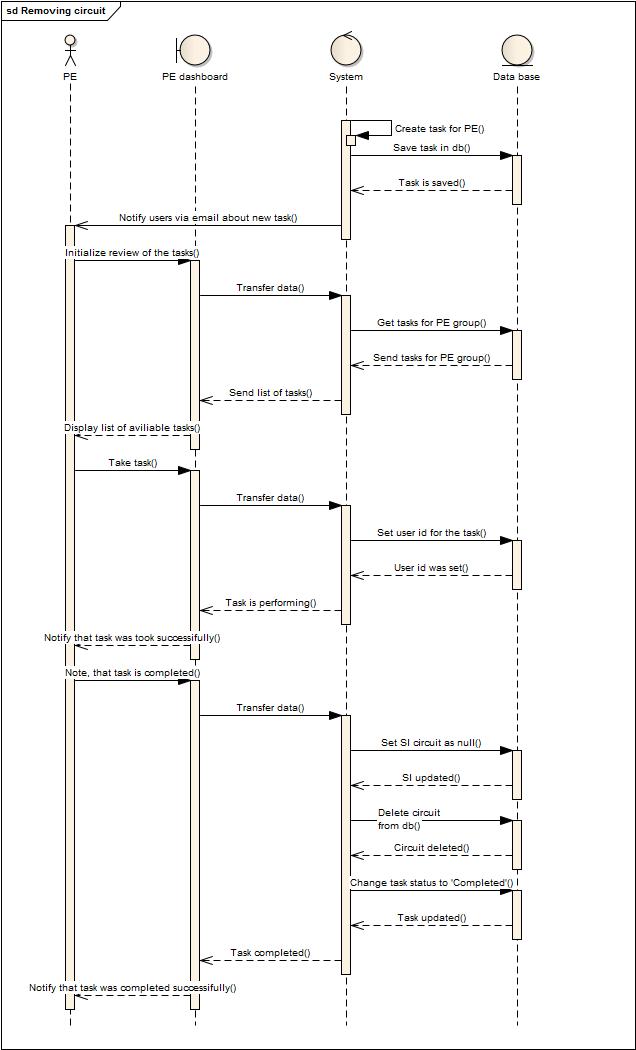 sd Removing circuit
PE
PE dashboard
System
Data base
Create task for PE()
Save task in db()
Task is saved()
Notify users via email about new task()
Initialize review of the tasks()
Transfer data()
Get tasks for PE group()
Send tasks for PE group()
Send list of tasks()
Display list of aviliable tasks()
Take task()
Transfer data()
Set user id for the task()
User id was set()
Task is performing()
Notify that task was took successfully()
Note, that task is completed()
Transfer data()
Set SI circuit as null()
SI updated()
Delete circuit
from db()
Circuit deleted()
Change task status to 'Completed'()
Task updated()
Task completed()
Notify that task was completed successfully()